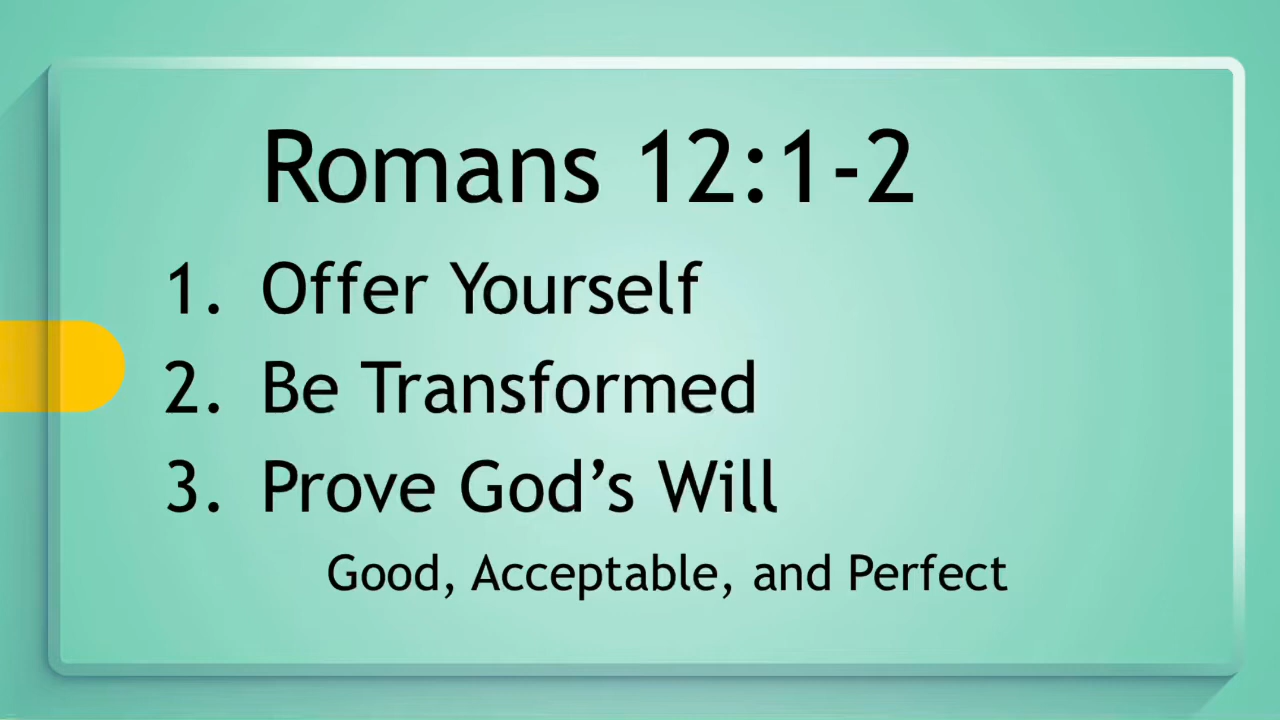 Romans 12:1-2
1. Offer Yourself
2. Be Transformed
3. Prove God’s Will
Good, Acceptable, and Perfect